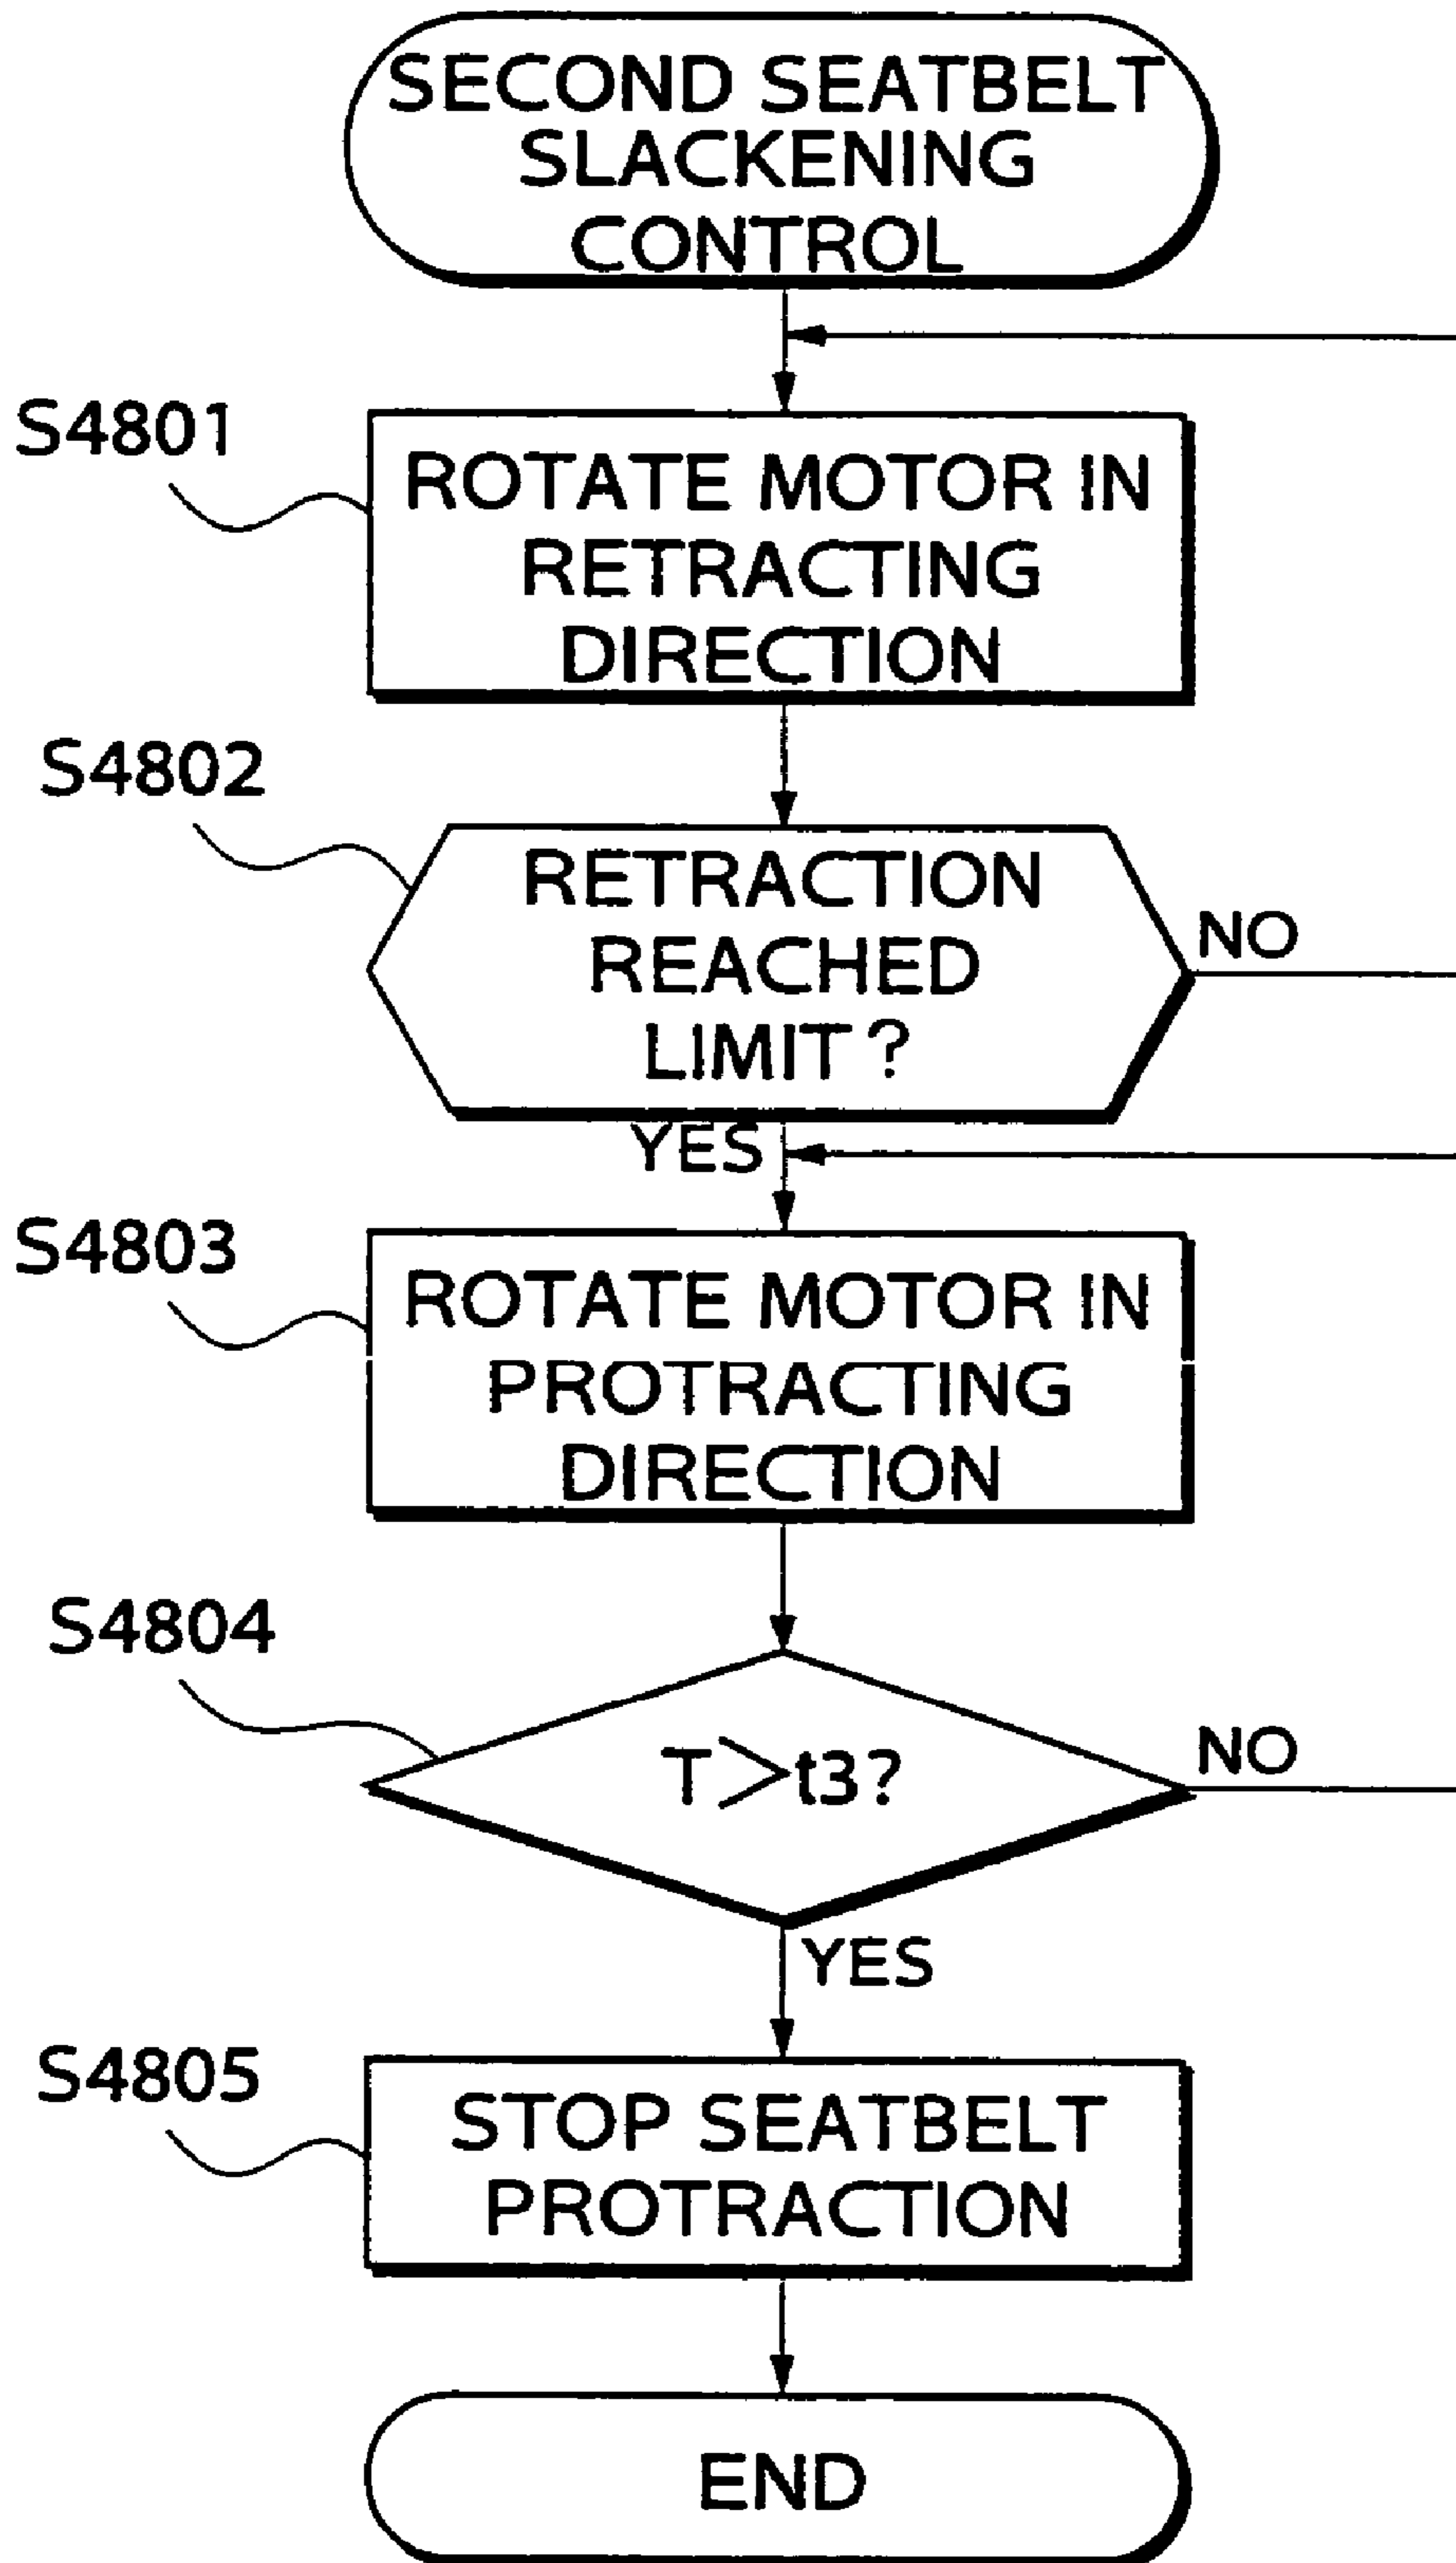 SECOND SEATBELT
SLACKENING
CONTROL
S4801
ROTATE MOTOR IN
RETRACTING
DIRECTION
S4802
RETRACTION
REACHED
LIMIT?
NO
YES
S4803
ROTATE MOTOR IN
PROTRACTING
DIRECTION
S4804
T>t3?
NO
YES
S4805
STOP SEATBELT
PROTRACTION
END